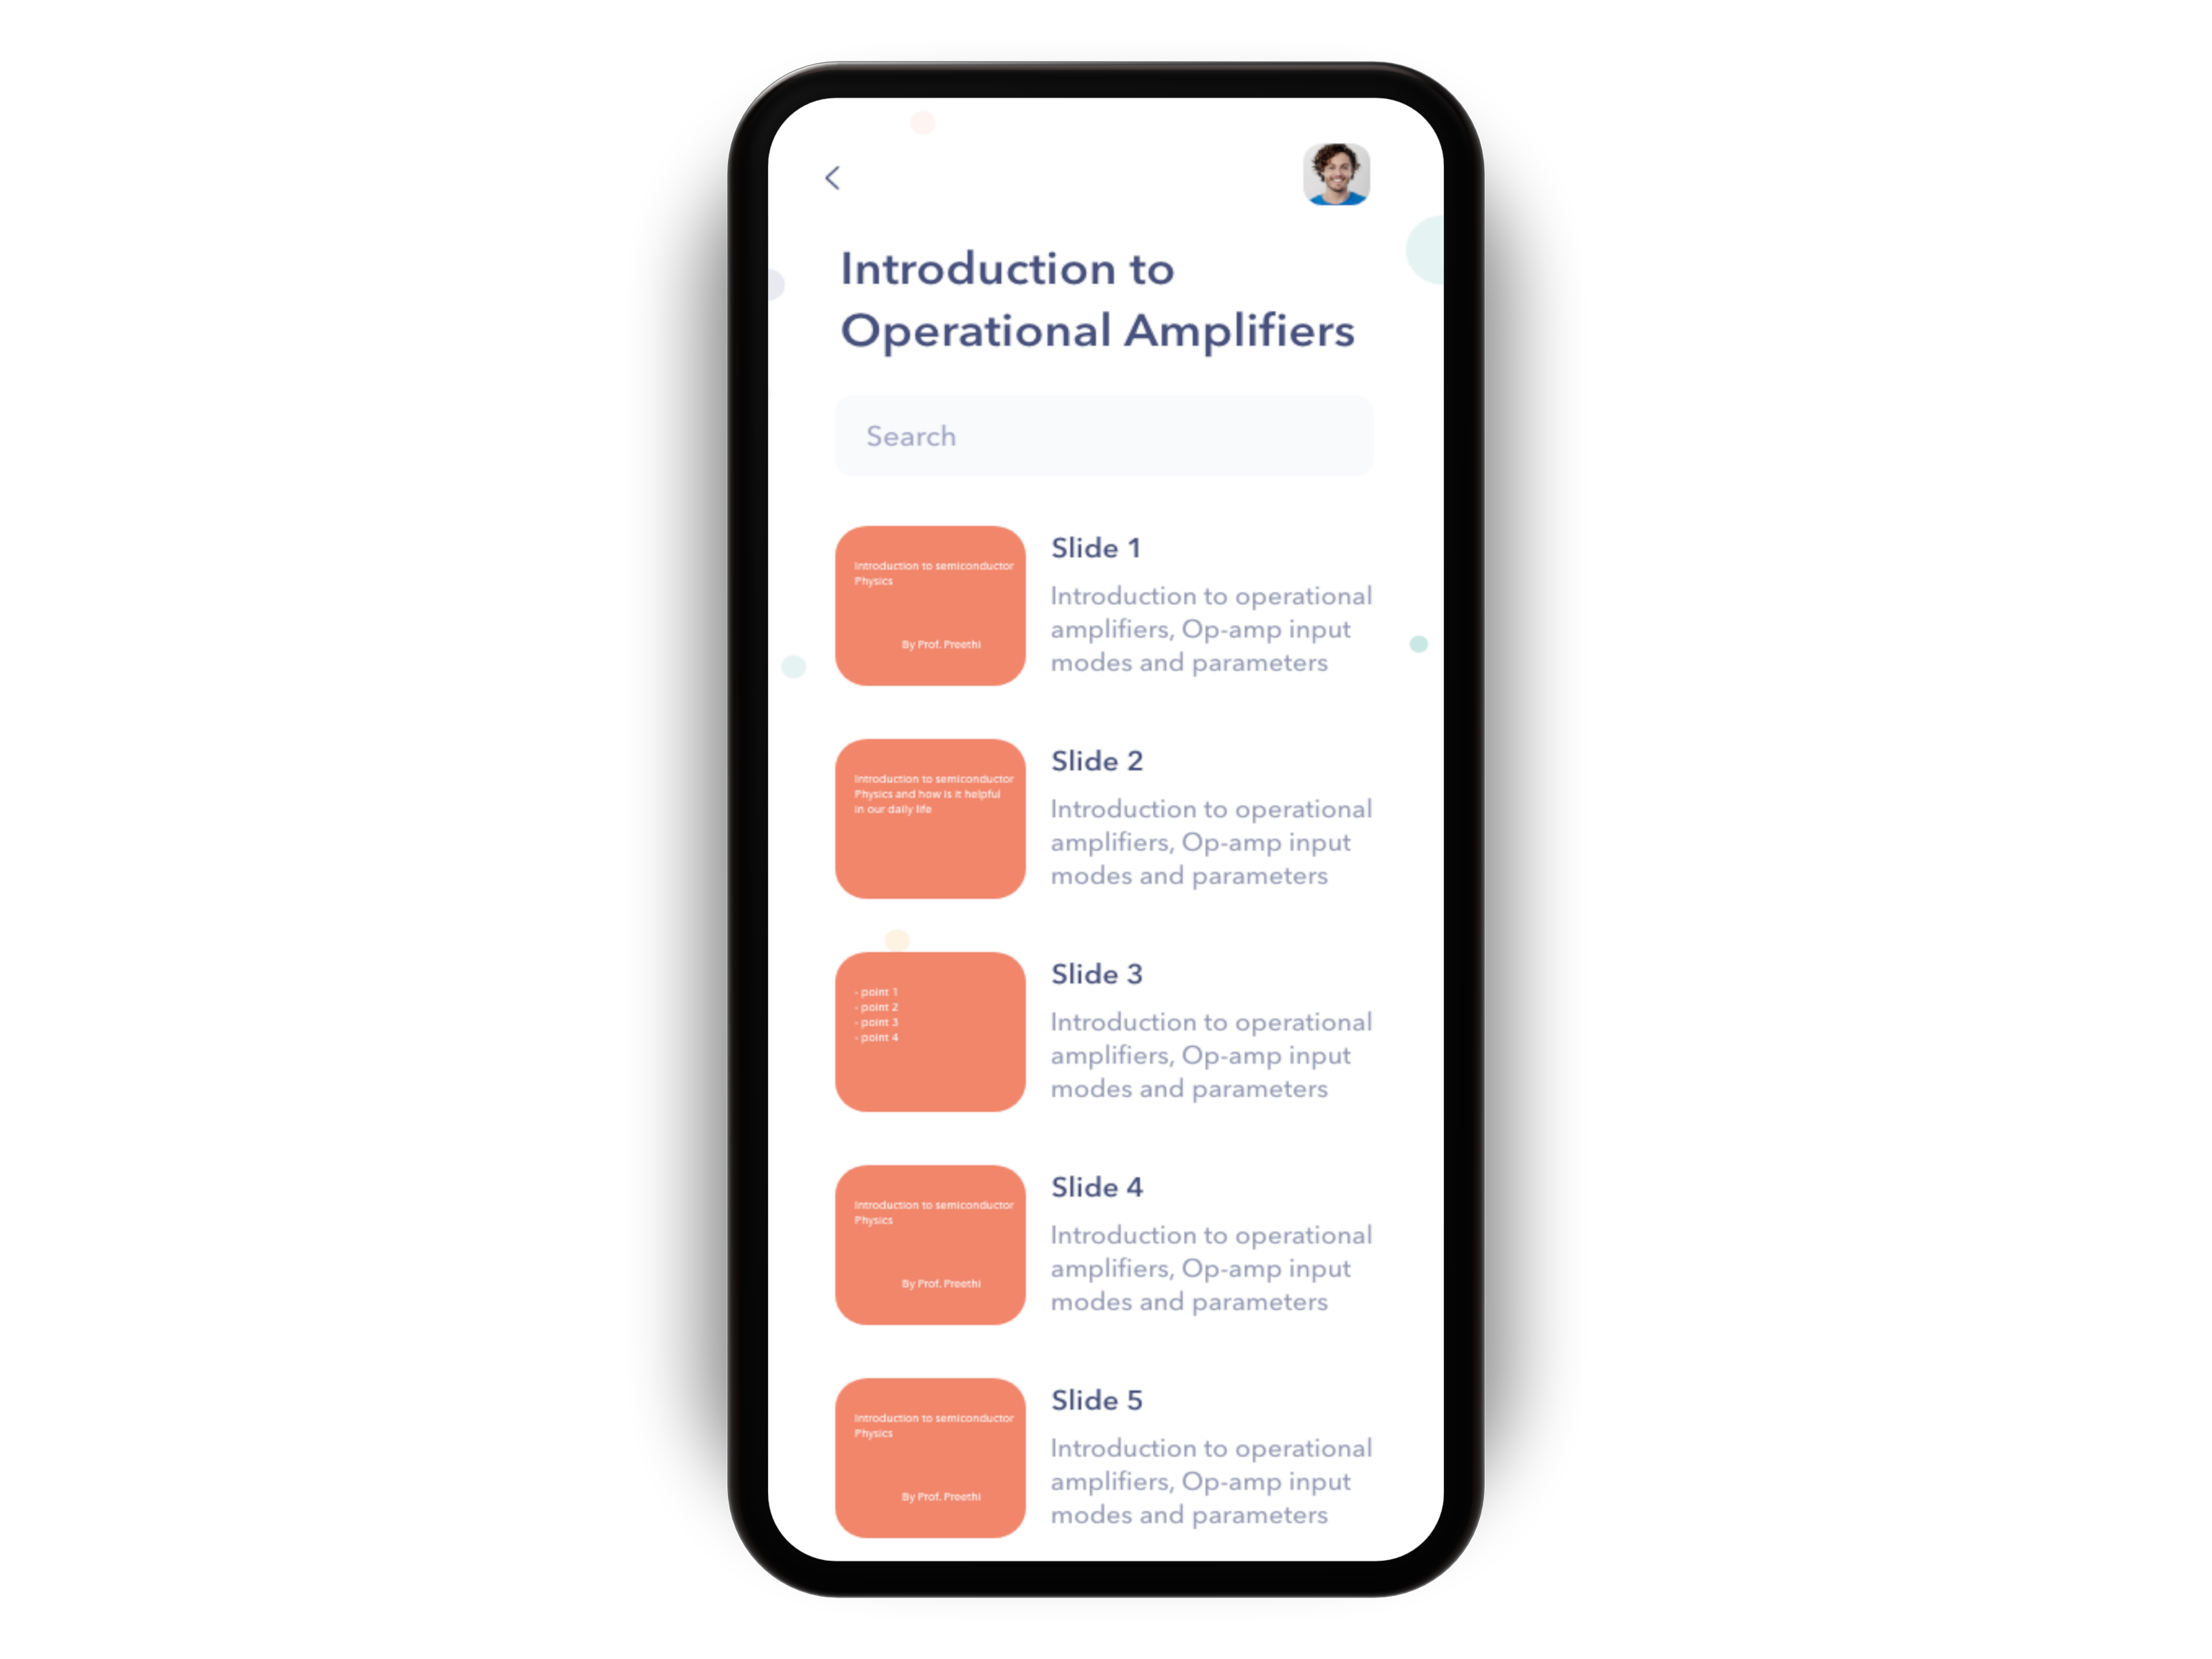 Introduction to
Operational Amplifiers
Search
Introduction to semiconductor
Physics
By Prof. Preethi
Slide 1
Introduction to operational
amplifiers, Op-amp input
modes and parameters
Introduction to semiconductor
Physics and how is it helpful
in our daily life
Slide 2
Introduction to operational
amplifiers, Op-amp input
modes and parameters
- point 1
- point 2
- point 3
- point 4
Slide 3
Introduction to operational
amplifiers, Op-amp input
modes and parameters
Introduction to semiconductor
Physics
By Prof. Preethi
Slide 4
Introduction to operational
amplifiers, Op-amp input
modes and parameters
Introduction to semiconductor
Physics
By Prof. Preethi
Slide 5
Introduction to operational
amplifiers, Op-amp input
modes and parameters